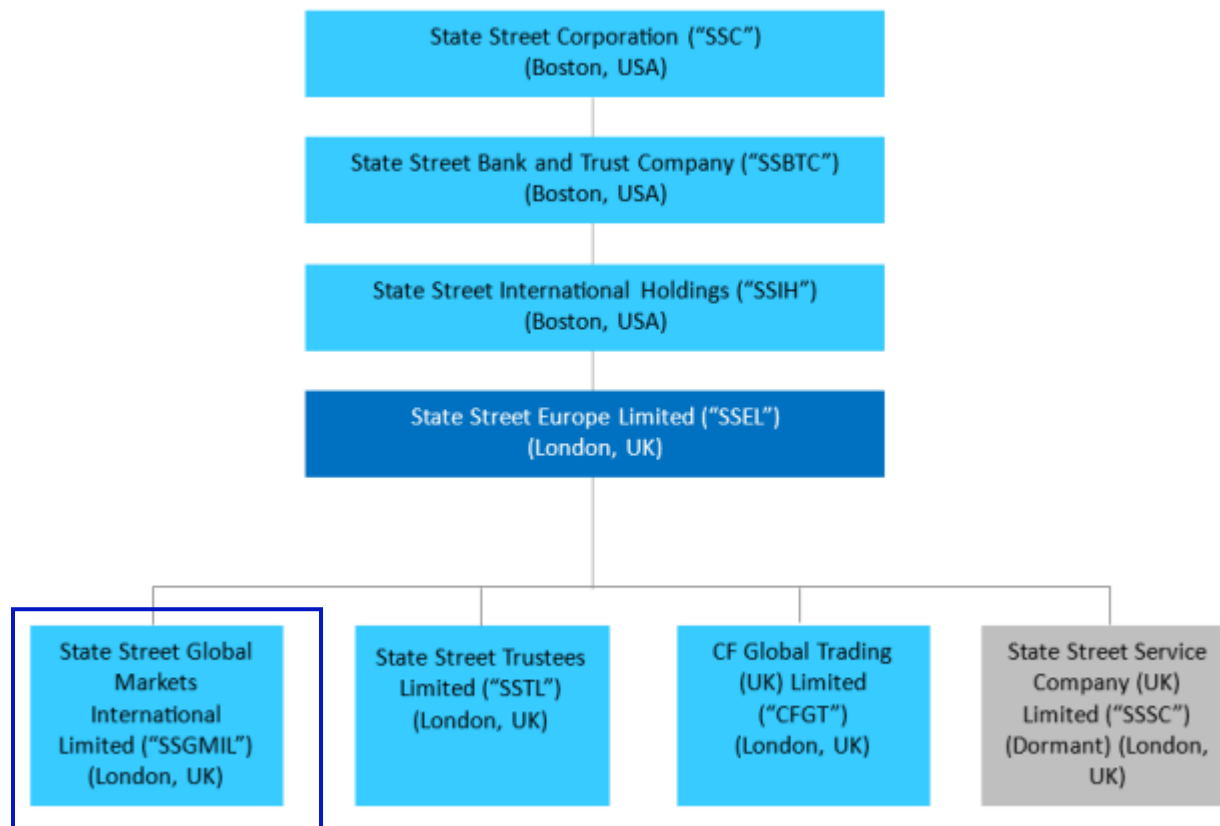 State Street Corporation (“SSC”)
(Boston, USA)
State Street Bank and Trust Company (“SSBTC”)
(Boston, USA)
State Street International Holdings (“SSIH”)
(Boston, USA)
State Street Europe Limited (“SSEL”)
(London, UK)
State Street Global
Markets
International
Limited (“SSGMIL”)
(London, UK)
State Street Trustees
Limited (“SSTL”)
(London, UK)
CF Global Trading
(UK) Limited
(“CFGT”)
(London, UK)
State Street Service
Company (UK)
Limited (“SSSC”)
(Dormant) (London,
UK)